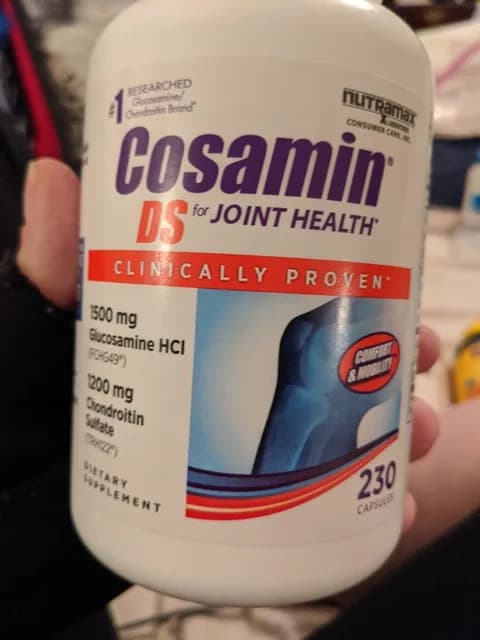 #1 RESEARCHED
Glucosamine/
Chondroitin Brand*
nutramax
LABORATORIES
CONSUMER CARE, INC.
Cosamin®
DS for JOINT HEALTH*
CLINICALLY PROVEN*
1500 mg
Glucosamine HCl
(FCHG49®)
1200 mg
Chondroitin
Sulfate
(TRH122®)
COMFORT
& MOBILITY
DIETARY
SUPPLEMENT
230
CAPSULES